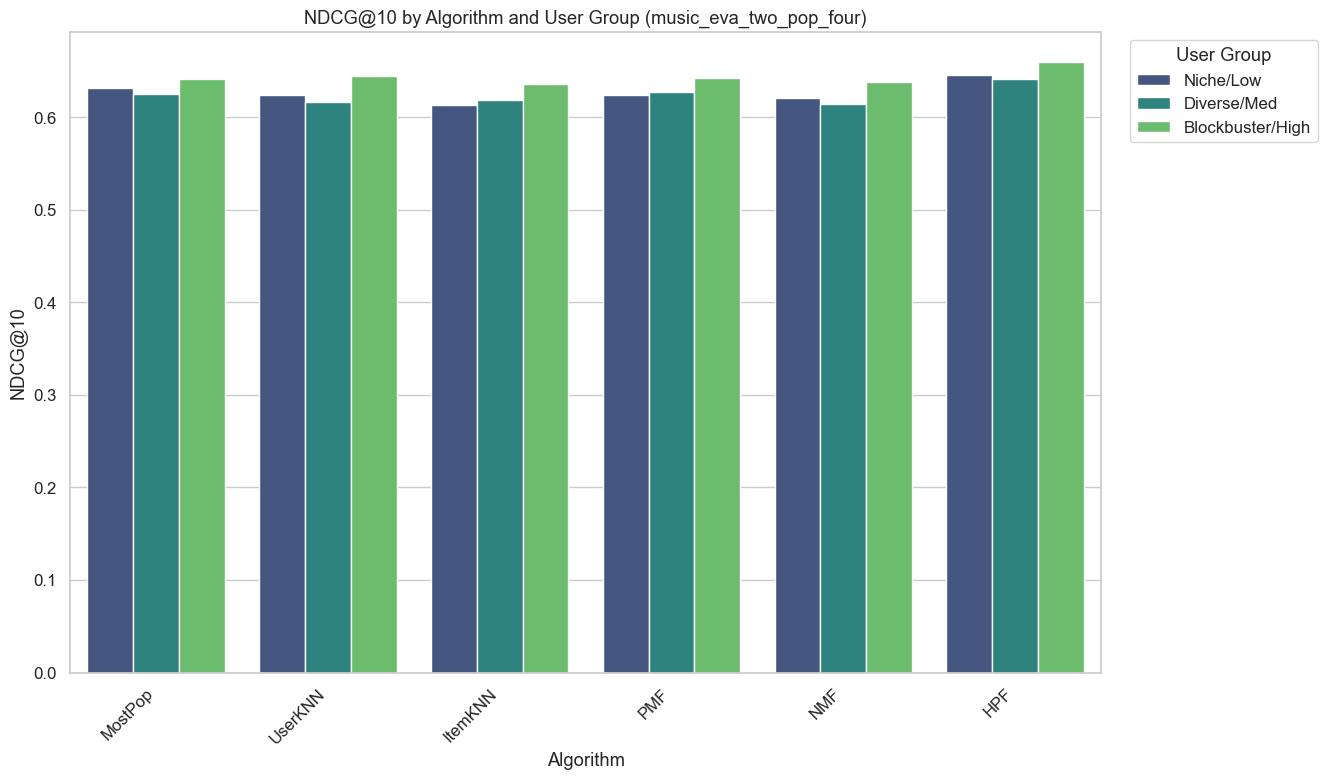 NDCG@10 by Algorithm and User Group (music_eva_two_pop_four)
User Group
Niche/Low
Diverse/Med
Blockbuster/High
NDCG@10
0.6
0.5
0.4
0.3
0.2
0.1
0.0
MostPop
UserKNN
ItemKNN
PMF
NMF
HPF
Algorithm